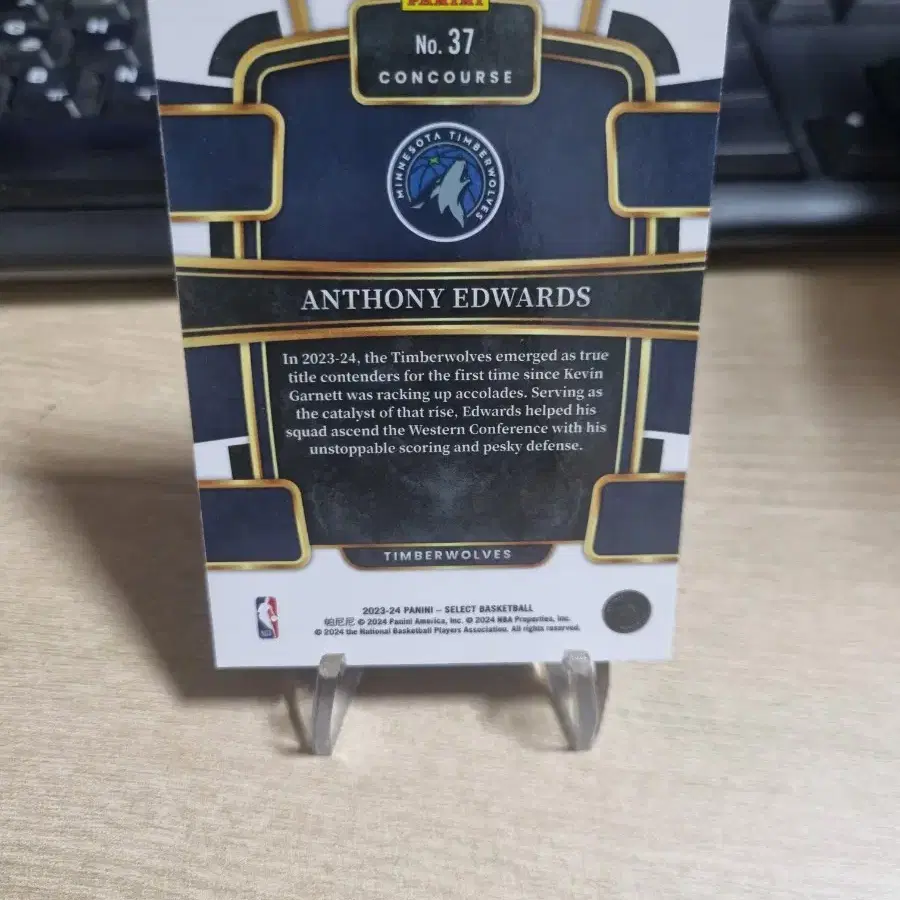 PANINI
No. 37
CONCOURSE
MINNESOTA TIMBERWOLVES
ANTHONY EDWARDS
In 2023-24, the Timberwolves emerged as true
title contenders for the first time since Kevin
Garnett was racking up accolades. Serving as
the catalyst of that rise, Edwards helped his
squad ascend the Western Conference with his
unstoppable scoring and pesky defense.
TIMBERWOLVES
2023-24 PANINI – SELECT BASKETBALL
帕尼尼 © 2024 Panini America, Inc. © 2024 NBA Properties, Inc.
© 2024 the National Basketball Players Association. All rights reserved.